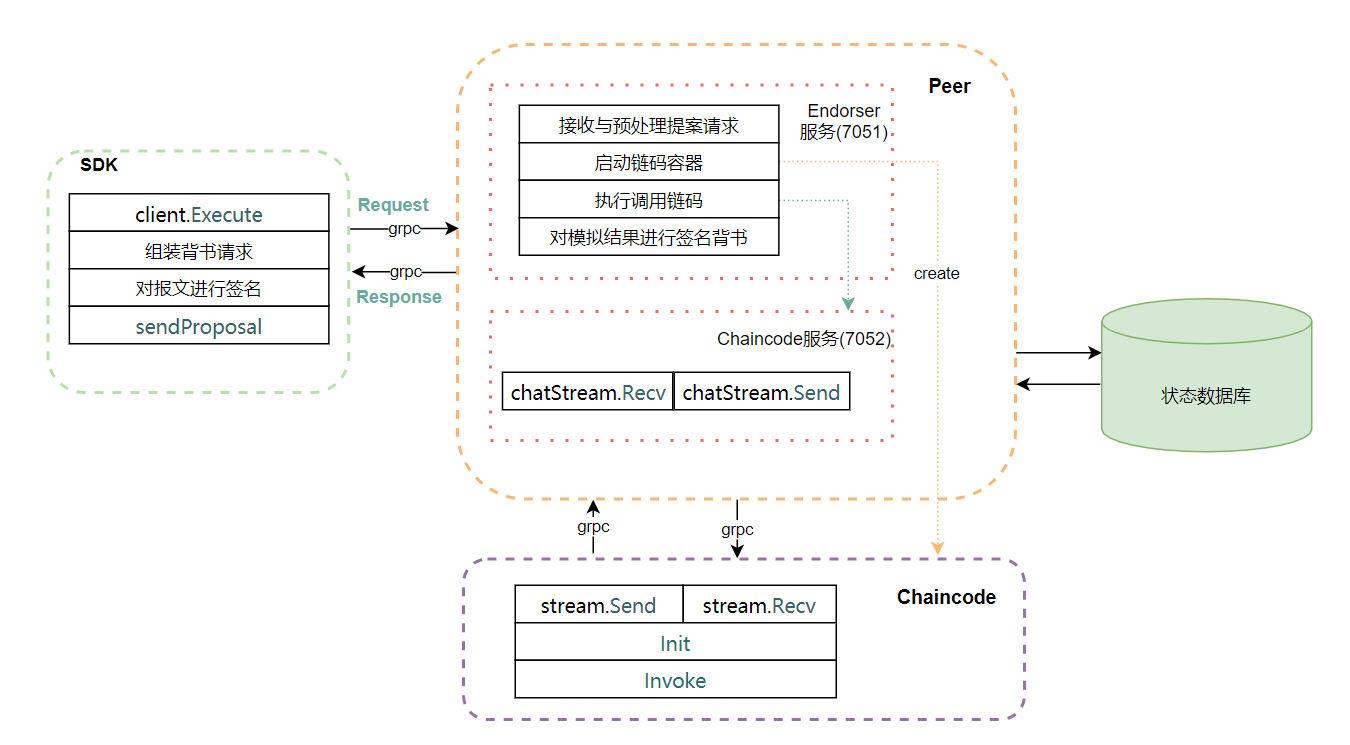 SDK
client.Execute
组装背书请求
对报文进行签名
sendProposal
Request
grpc
grpc
Response
Peer
Endorser
服务(7051)
接收与预处理提案请求
启动链码容器
执行调用链码
对模拟结果进行签名背书
create
Chaincode服务(7052)
chatStream.Recv
chatStream.Send
状态数据库
grpc
grpc
Chaincode
stream.Send
stream.Recv
Init
Invoke